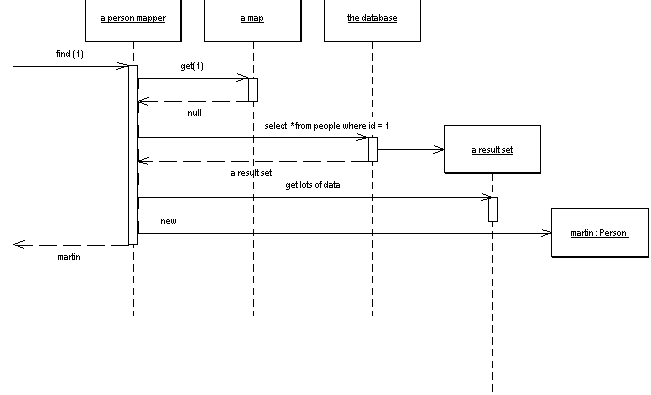 a person mapper
a map
the database
find (1)
get(1)
null
select * from people where id = 1
a result set
a result set
get lots of data
new
martin : Person
martin